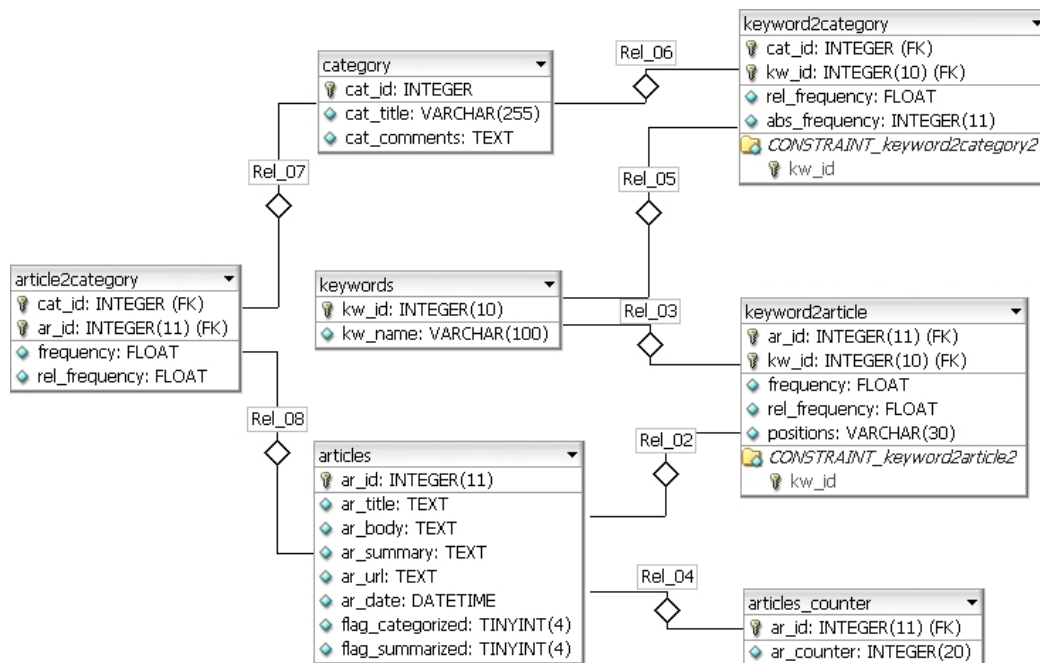 keyword2category
cat_id: INTEGER (FK)
kw_id: INTEGER(10) (FK)
rel_frequency: FLOAT
abs_frequency: INTEGER(11)
CONSTRAINT_keyword2category2
kw_id
Rel_06
category
cat_id: INTEGER
cat_title: VARCHAR(255)
cat_comments: TEXT
Rel_07
Rel_05
article2category
cat_id: INTEGER (FK)
ar_id: INTEGER(11) (FK)
frequency: FLOAT
rel_frequency: FLOAT
keywords
kw_id: INTEGER(10)
kw_name: VARCHAR(100)
Rel_03
keyword2article
ar_id: INTEGER(11) (FK)
kw_id: INTEGER(10) (FK)
frequency: FLOAT
rel_frequency: FLOAT
positions: VARCHAR(30)
CONSTRAINT_keyword2article2
kw_id
Rel_08
Rel_02
articles
ar_id: INTEGER(11)
ar_title: TEXT
ar_body: TEXT
ar_summary: TEXT
ar_url: TEXT
ar_date: DATETIME
flag_categorized: TINYINT(4)
flag_summarized: TINYINT(4)
Rel_04
articles_counter
ar_id: INTEGER(11) (FK)
ar_counter: INTEGER(20)